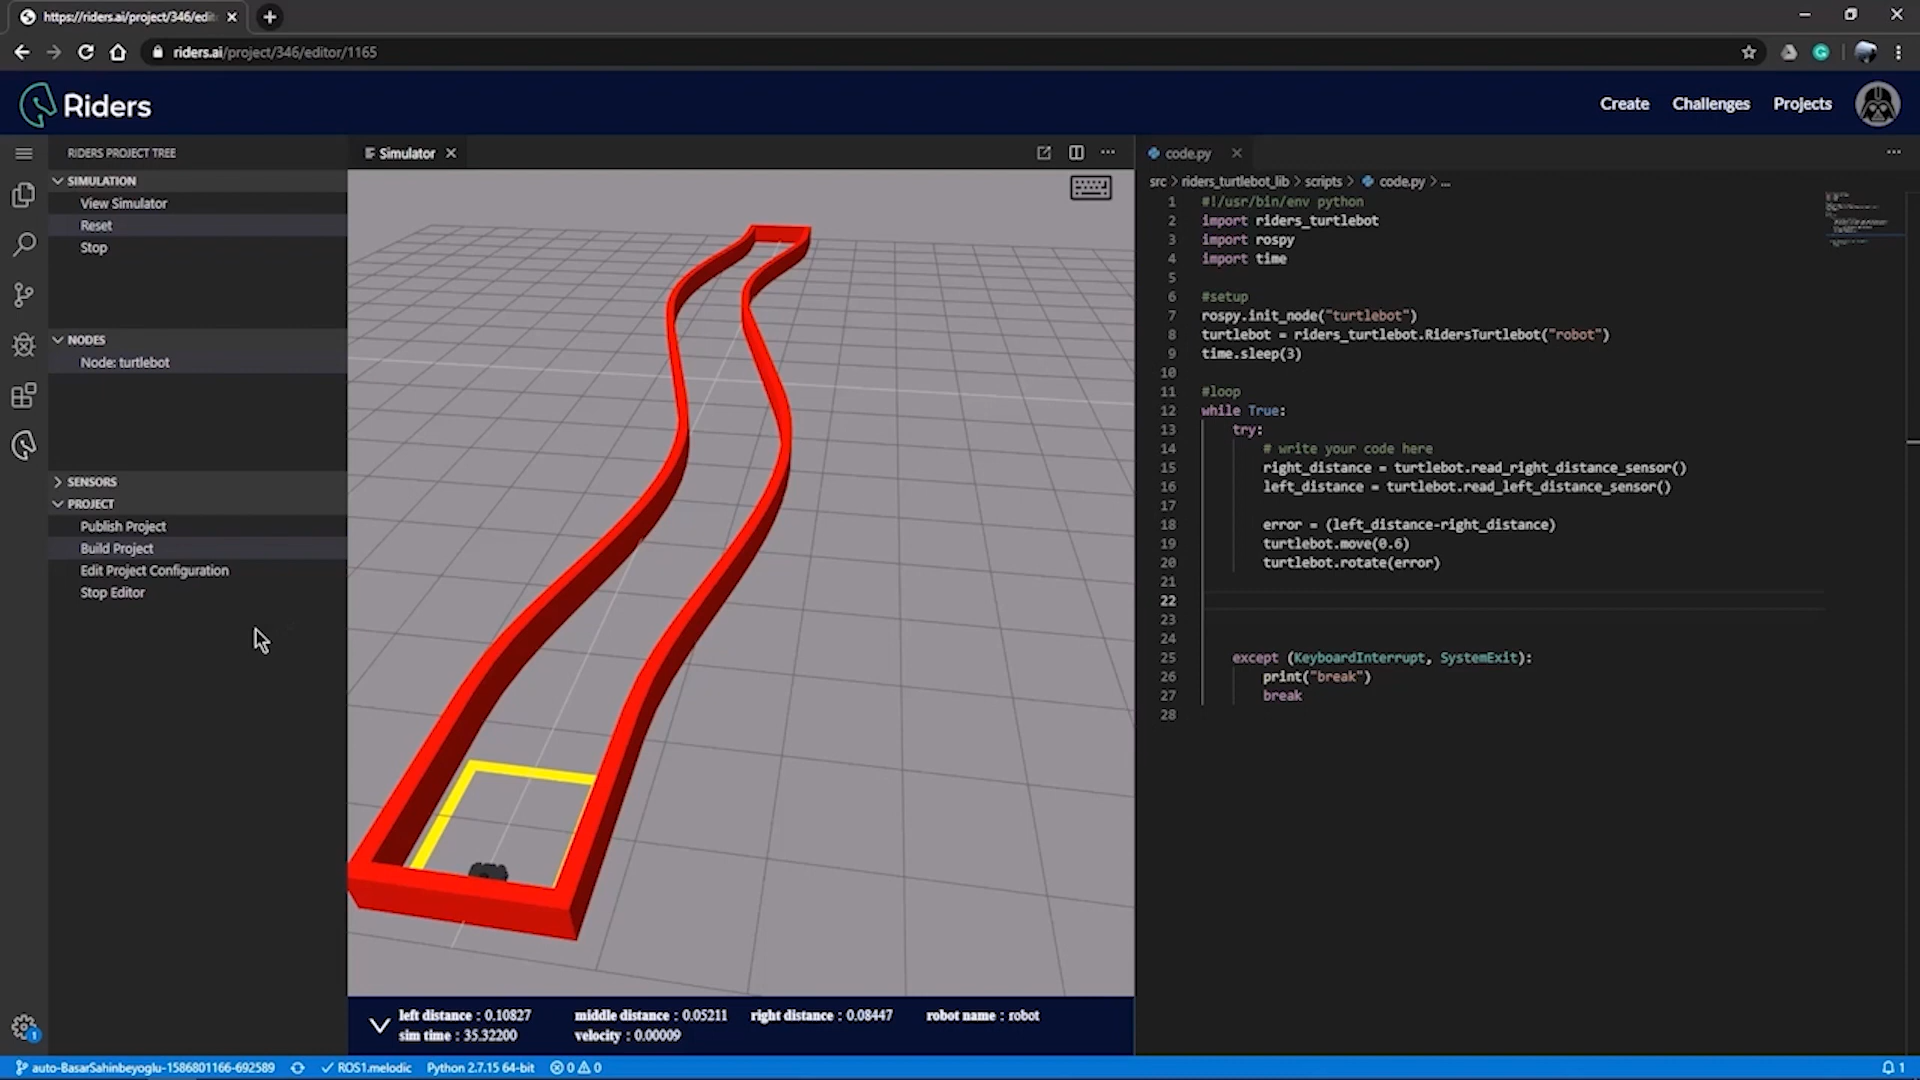 https://riders.ai/project/346/edit
riders.ai/project/346/editor/1165
Riders
Create Challenges Projects
RIDERS PROJECT TREE
SIMULATION
View Simulator
Reset
Stop
NODES
Node: turtlebot
SENSORS
PROJECT
Publish Project
Build Project
Edit Project Configuration
Stop Editor
1
Simulator
left distance : 0.10827 middle distance : 0.05211 right distance : 0.08447 robot name : robot
sim time : 35.32200 velocity : 0.00009
code.py
src > riders_turtlebot_lib > scripts > code.py > ...
1 #!/usr/bin/env python
2 import riders_turtlebot
3 import rospy
4 import time
5
6 #setup
7 rospy.init_node("turtlebot")
8 turtlebot = riders_turtlebot.RidersTurtlebot("robot")
9 time.sleep(3)
10
11 #loop
12 while True:
13 try:
14 # write your code here
15 right_distance = turtlebot.read_right_distance_sensor()
16 left_distance = turtlebot.read_left_distance_sensor()
17
18 error = (left_distance-right_distance)
19 turtlebot.move(0.6)
20 turtlebot.rotate(error)
21
22
23
24
25 except (KeyboardInterrupt, SystemExit):
26 print("break")
27 break
28
auto-BasarSahinbeyoglu-1586801166-692589 ROS1.melodic Python 2.7.15 64-bit 0 0 1